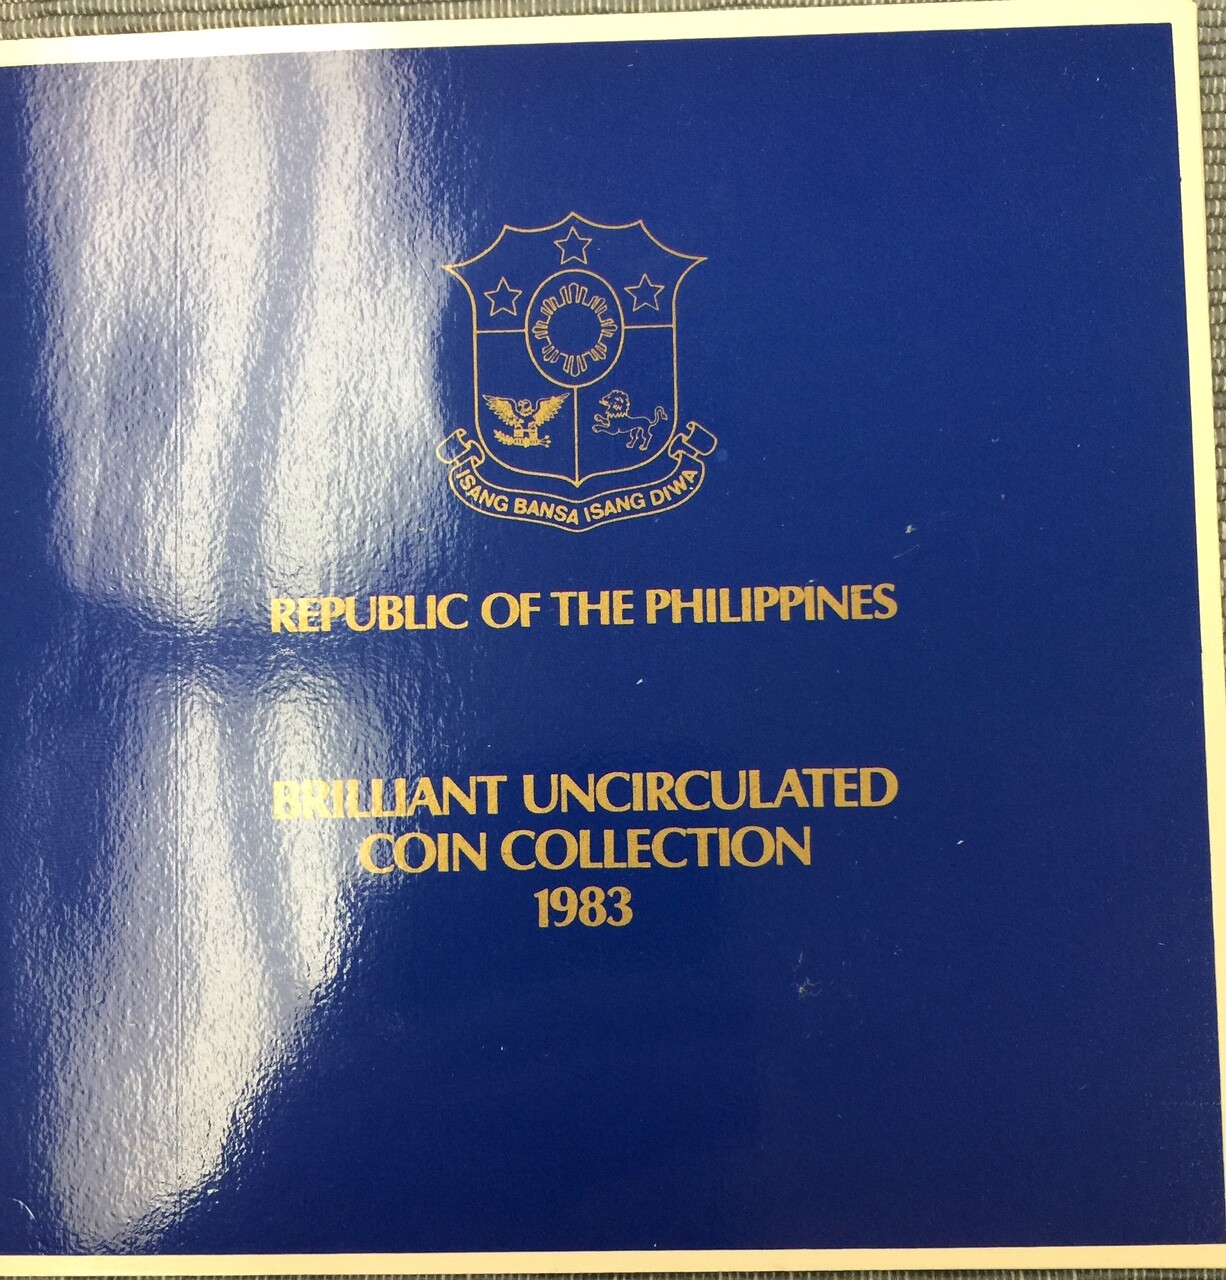 ISANG BANSA ISANG DIWA
REPUBLIC OF THE PHILIPPINES
BRILLIANT UNCIRCULATED
COIN COLLECTION
1983